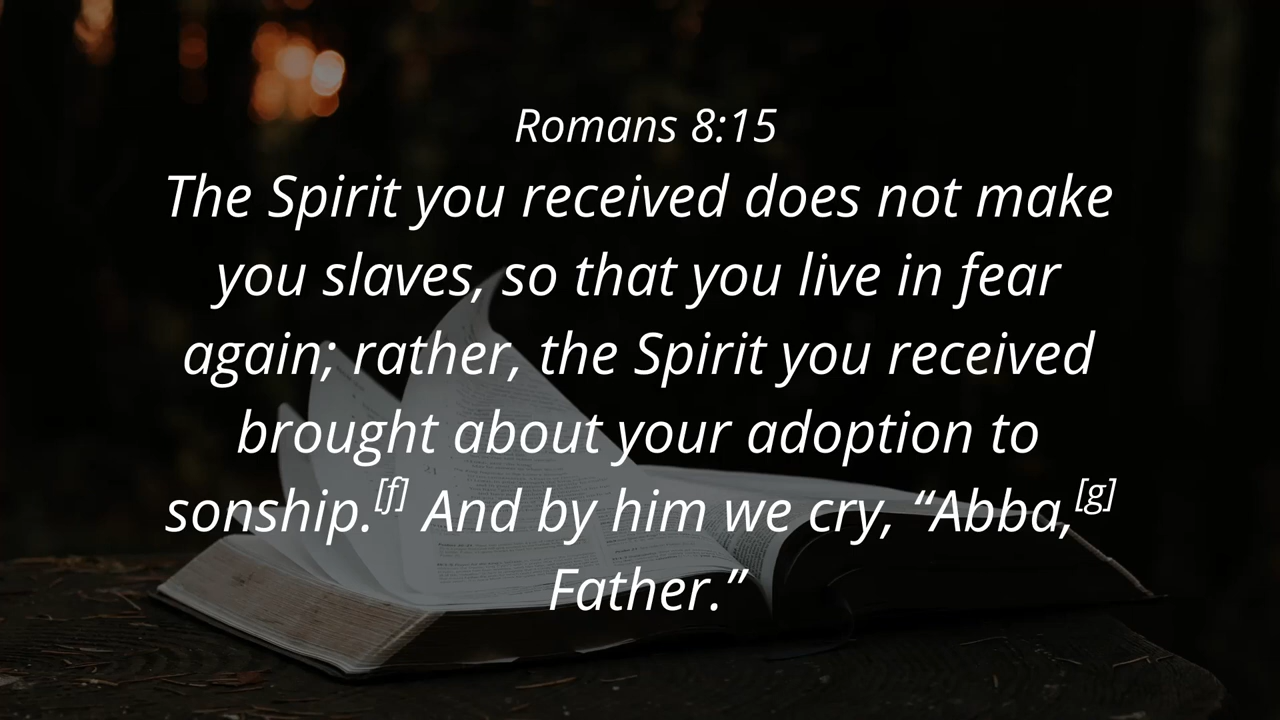 Romans 8:15
The Spirit you received does not make
you slaves, so that you live in fear
again; rather, the Spirit you received
brought about your adoption to
sonship.[f] And by him we cry, “Abba,[g]
Father.”